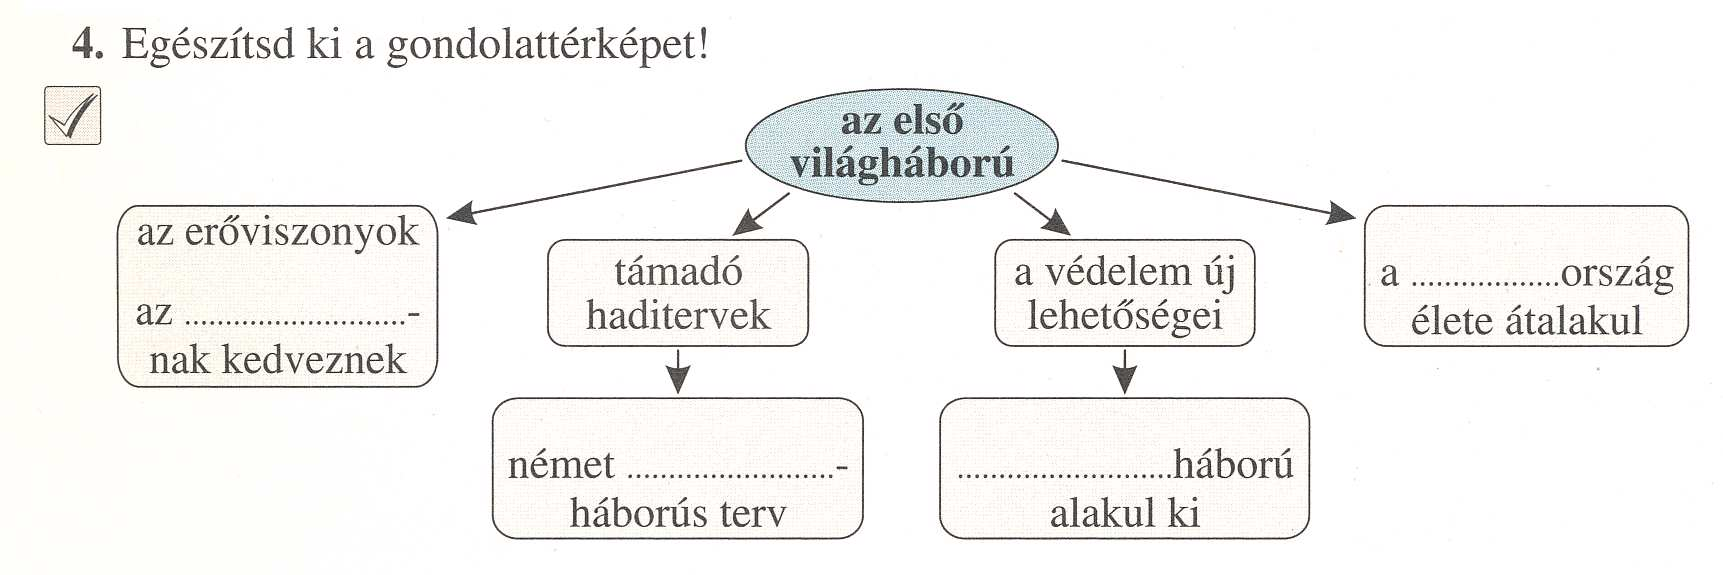 4. Egészítsd ki a gondolattérképet!
az első
világháború
az erőviszonyok
az ...........................-
nak kedveznek
támadó
haditervek
a védelem új
lehetőségei
a ..................ország
élete átalakul
német .........................-
háborús terv
..........................háború
alakul ki